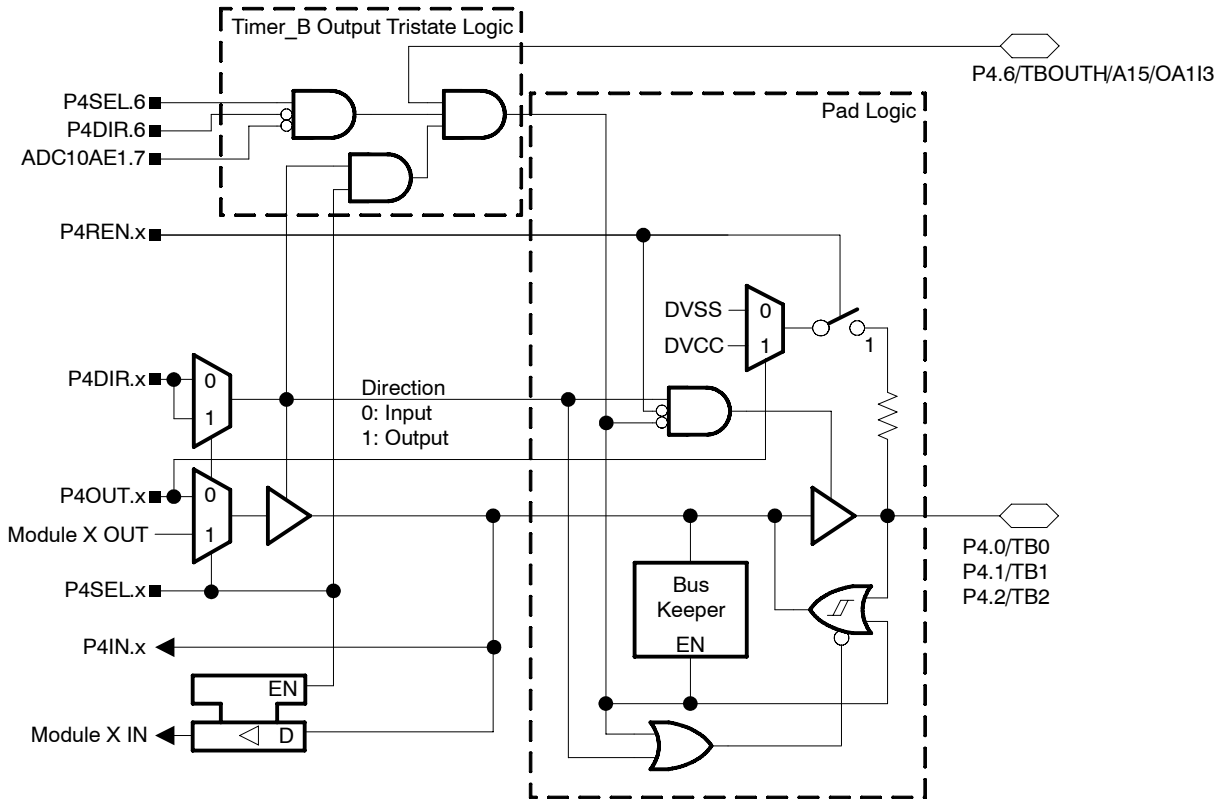 Timer_B Output Tristate Logic
P4.6/TBOUTH/A15/OA1I3
P4SEL.6
P4DIR.6
ADC10AE1.7
Pad Logic
P4REN.x
DVSS
0
DVCC
1
1
P4DIR.x
0
1
Direction
0: Input
1: Output
P4OUT.x
0
Module X OUT
1
P4.0/TB0
P4.1/TB1
P4.2/TB2
P4SEL.x
Bus
Keeper
EN
P4IN.x
EN
Module X IN
D